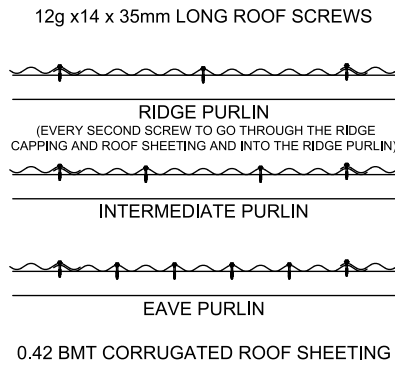 12g x14 x 35mm LONG ROOF SCREWS
RIDGE PURLIN
(EVERY SECOND SCREW TO GO THROUGH THE RIDGE
CAPPING AND ROOF SHEETING AND INTO THE RIDGE PURLIN)
INTERMEDIATE PURLIN
EAVE PURLIN
0.42 BMT CORRUGATED ROOF SHEETING